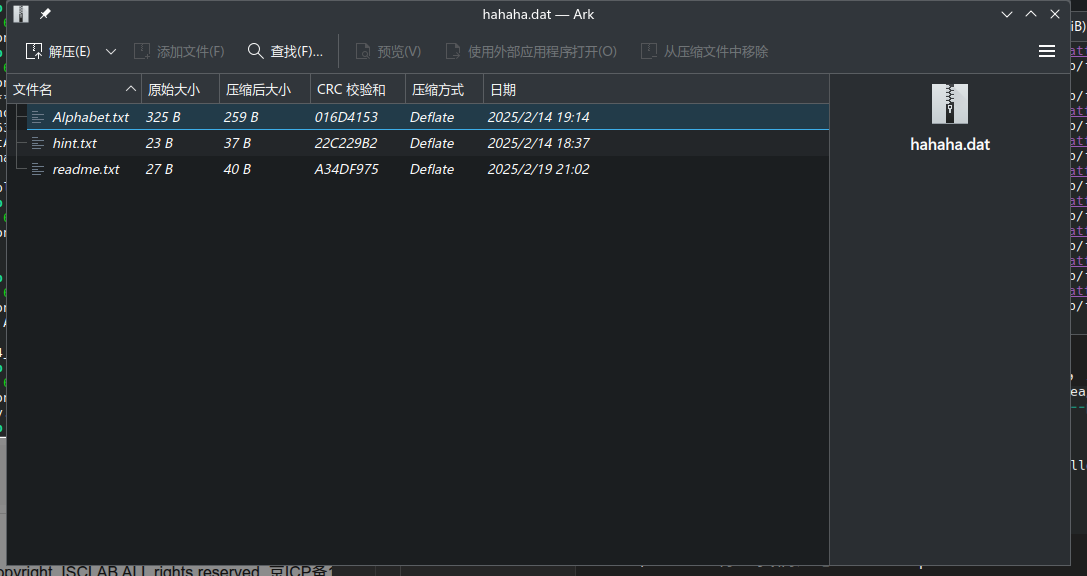 hahaha.dat — Ark
解压(E) 添加文件(F) 查找(F)... 预览(V) 使用外部应用程序打开(O) 从压缩文件中移除
文件名 原始大小 压缩后大小 CRC 校验和 压缩方式 日期
Alphabet.txt 325 B 259 B 016D4153 Deflate 2025/2/14 19:14
hint.txt 23 B 37 B 22C229B2 Deflate 2025/2/14 18:37
readme.txt 27 B 40 B A34DF975 Deflate 2025/2/19 21:02
hahaha.dat
iB)
opyright ISCLAB ALL rights reserved 京ICP备